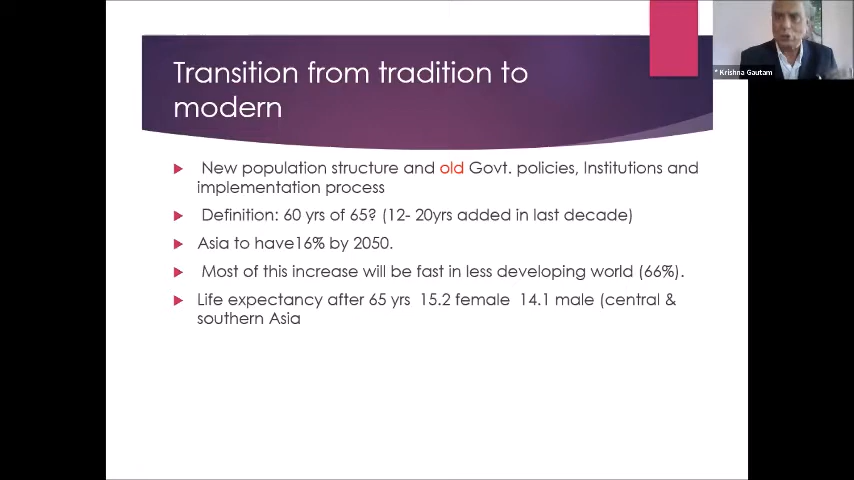 Transition from tradition to
modern
* Krishna Gautam
New population structure and old Govt. policies, Institutions and
implementation process
Definition: 60 yrs of 65? (12- 20yrs added in last decade)
Asia to have16% by 2050.
Most of this increase will be fast in less developing world (66%).
Life expectancy after 65 yrs 15.2 female 14.1 male (central &
southern Asia